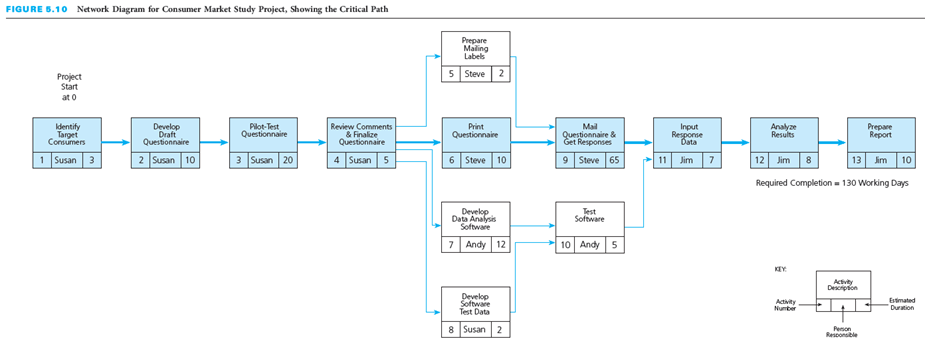 FIGURE 5.10 Network Diagram for Consumer Market Study Project, Showing the Critical Path
Project
Start
at 0
Identify
Target
Consumers
1 Susan 3
Develop
Draft
Questionnaire
2 Susan 10
Pilot-Test
Questionnaire
3 Susan 20
Review Comments
& Finalize
Questionnaire
4 Susan 5
Prepare
Mailing
Labels
5 Steve 2
Print
Questionnaire
6 Steve 10
Develop
Data Analysis
Software
7 Andy 12
Develop
Software
Test Data
8 Susan 2
Mail
Questionnaire &
Get Responses
9 Steve 65
Test
Software
10 Andy 5
Input
Response
Data
11 Jim 7
Analyze
Results
12 Jim 8
Prepare
Report
13 Jim 10
Required Completion = 130 Working Days
KEY:
Activity
Description
Activity
Number
Estimated
Duration
Person
Responsible